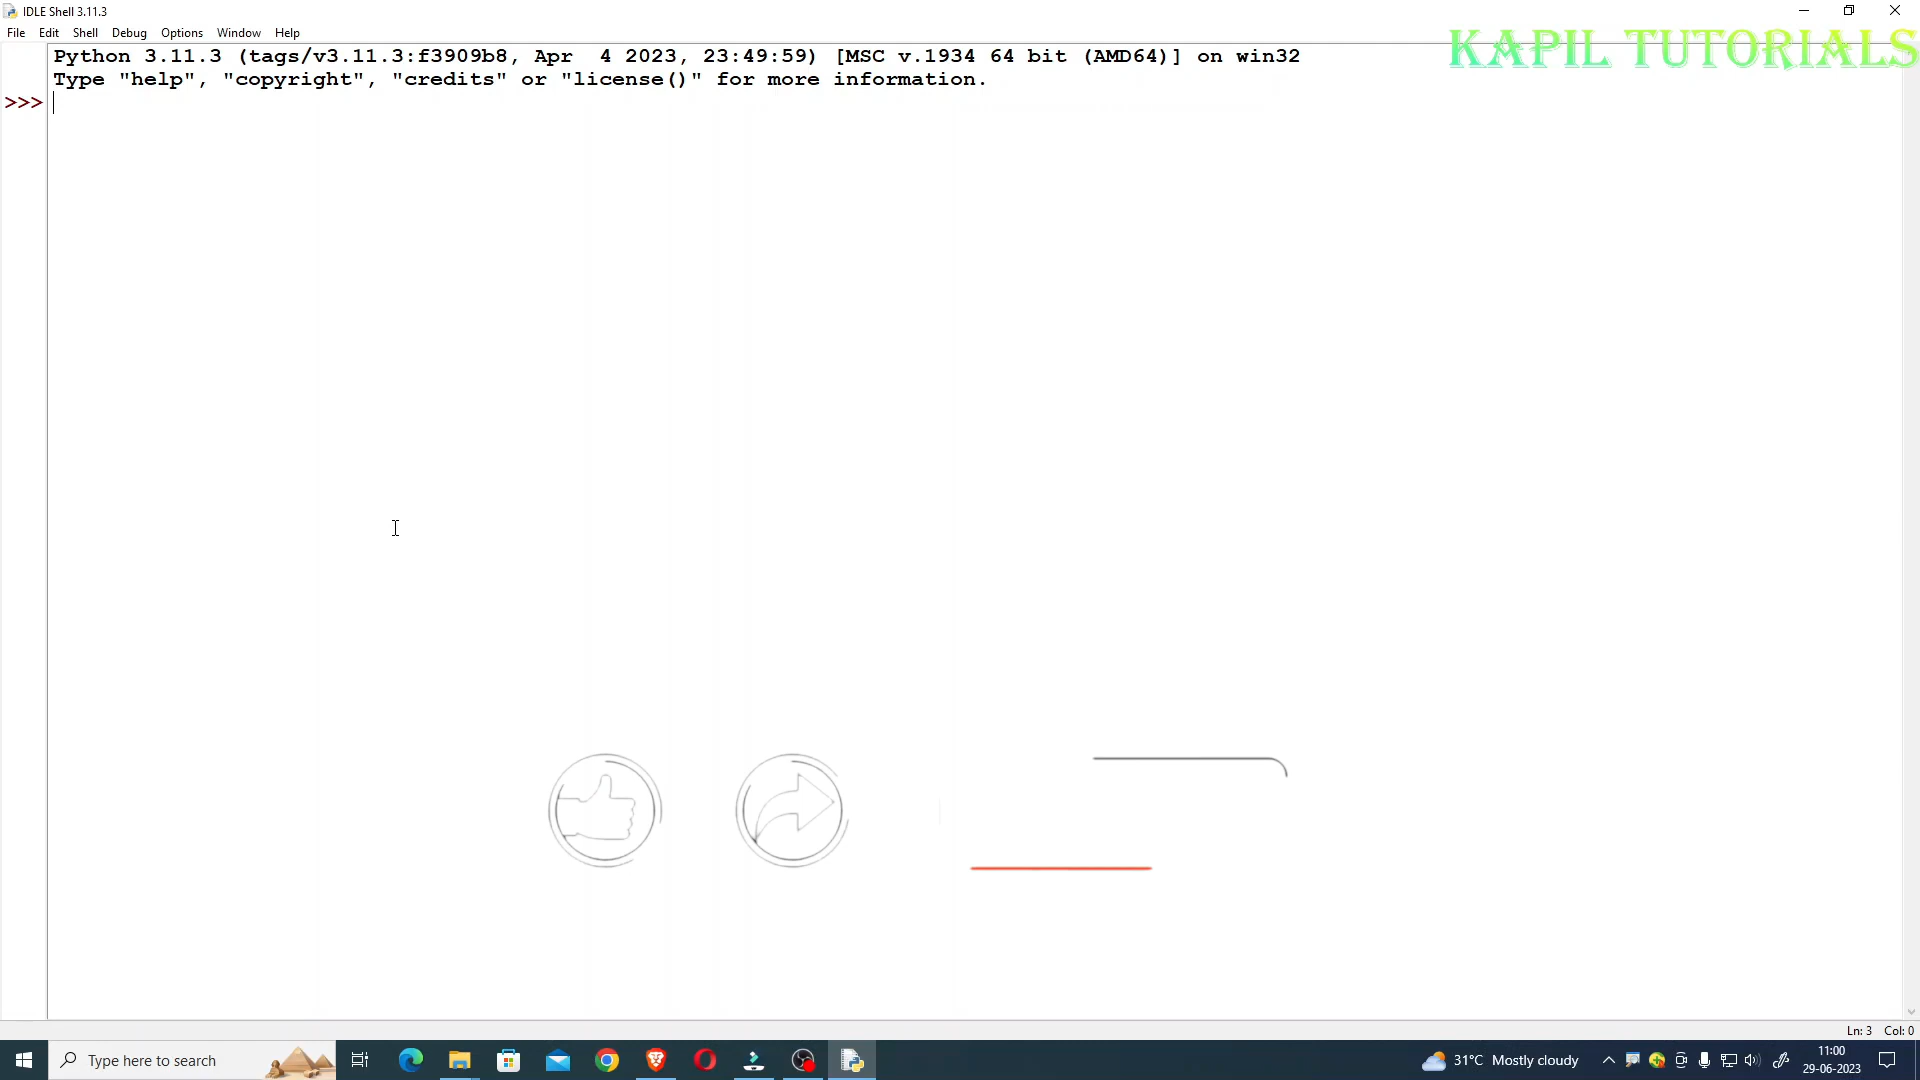 IDLE Shell 3.11.3
File Edit Shell Debug Options Window Help
KAPIL TUTORIALS
Python 3.11.3 (tags/v3.11.3:f3909b8, Apr  4 2023, 23:49:59) [MSC v.1934 64 bit (AMD64)] on win32
Type "help", "copyright", "credits" or "license()" for more information.
>>>
Ln: 3 Col: 0
Type here to search
31°C Mostly cloudy
11:00
29-06-2023